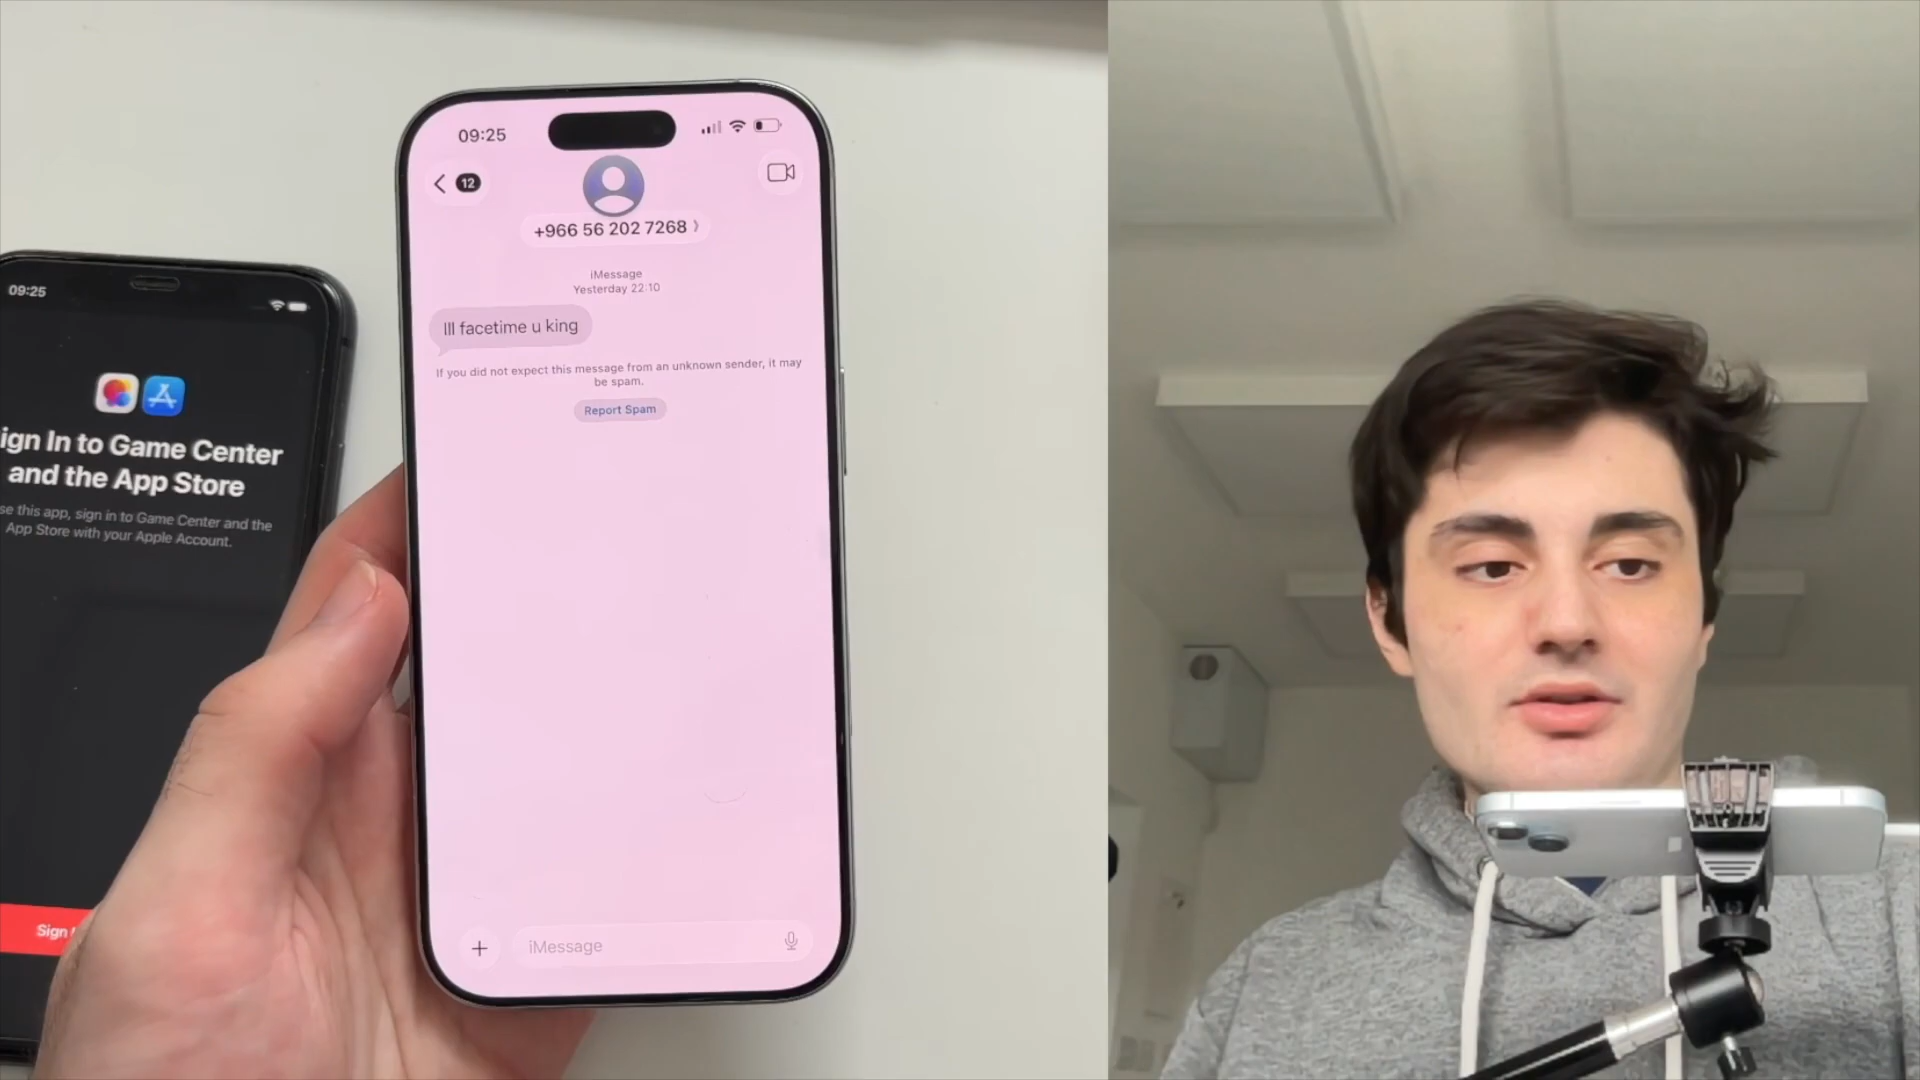 09:25
12
+966 56 202 7268
iMessage
Yesterday 22:10
Ill facetime u king
If you did not expect this message from an unknown sender, it may
be spam.
Report Spam
iMessage
09:25
ign In to Game Center
and the App Store
se this app, sign in to Game Center and the
App Store with your Apple Account.
Sign